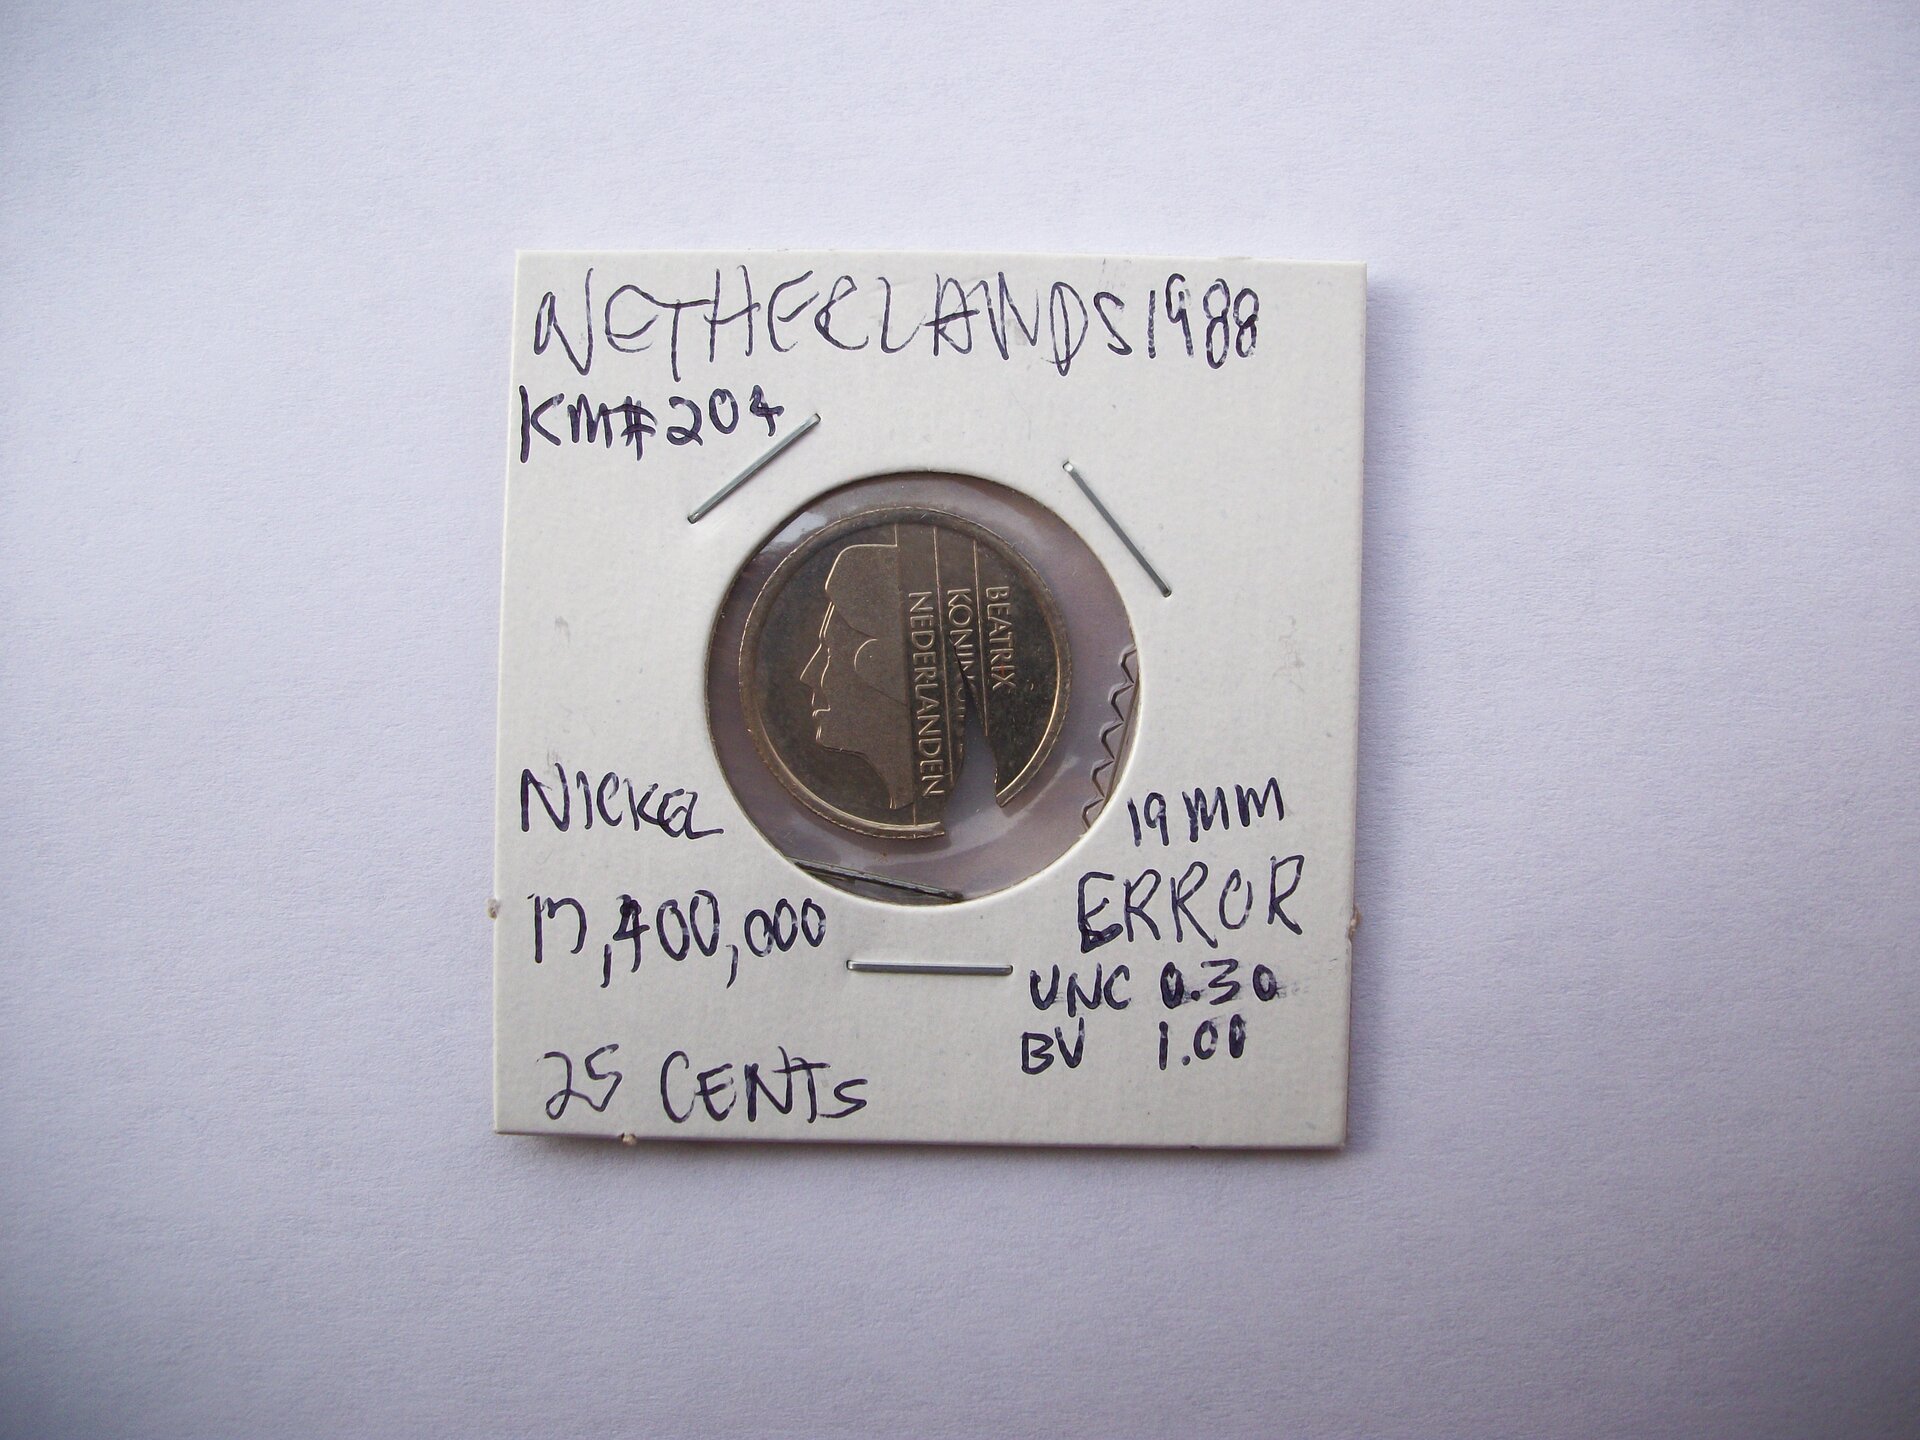 NETHERLANDS 1988
KM#204
BEATRIX
NEDERLANDEN
NICKEL
19 MM
17,400,000
ERROR
UNC 0.30
BV 1.00
25 CENTS